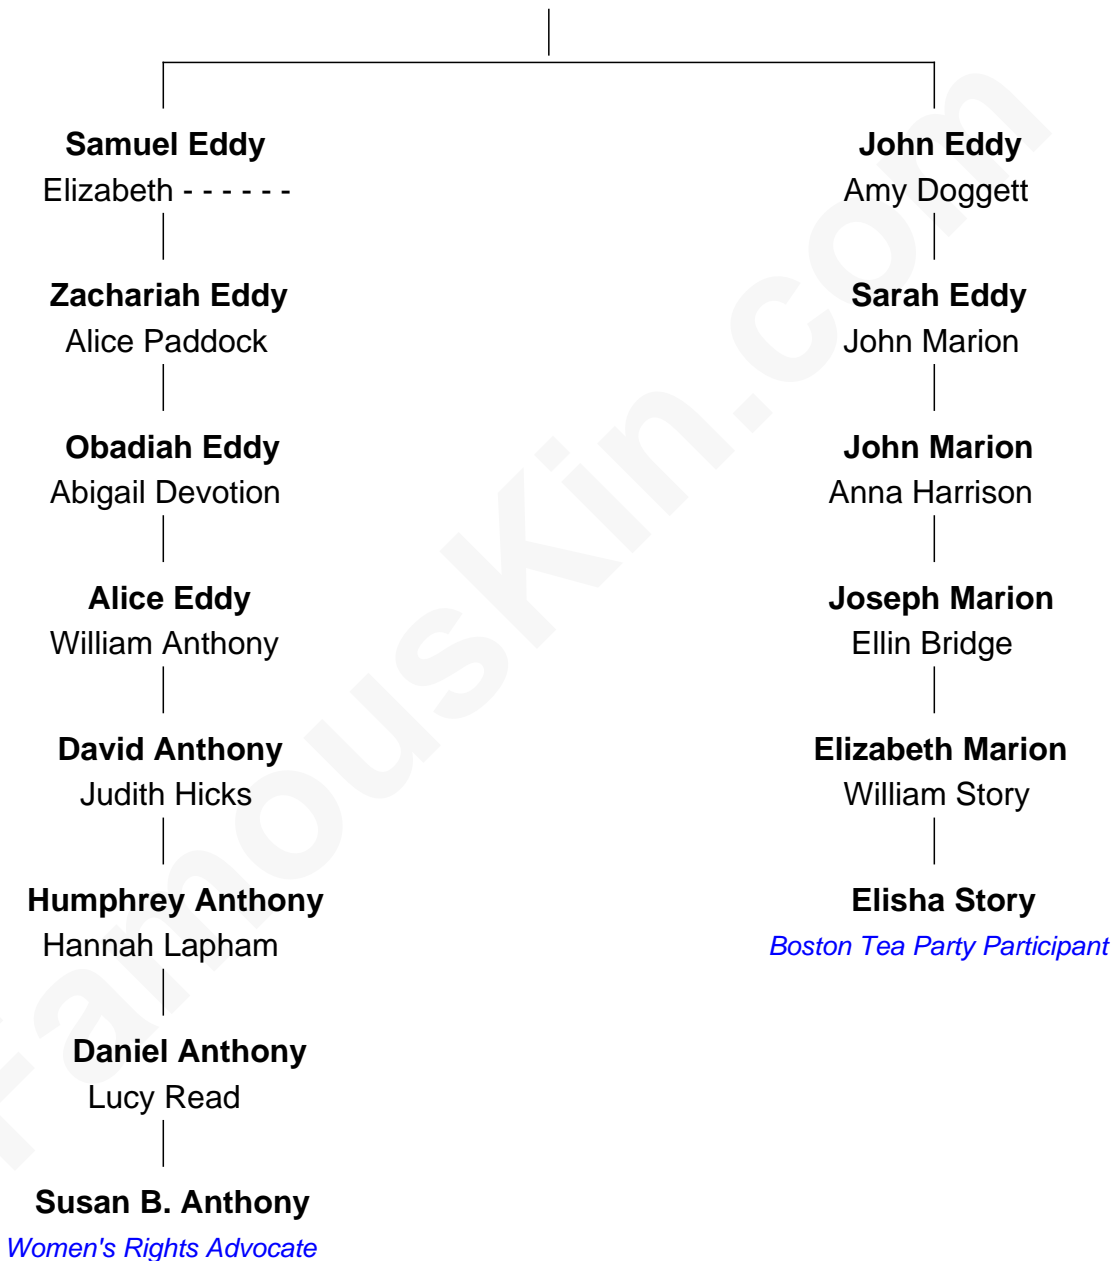 Samuel Eddy
Elizabeth - - - - - -
Zachariah Eddy
Alice Paddock
Obadiah Eddy
Abigail Devotion
Alice Eddy
William Anthony
David Anthony
Judith Hicks
Humphrey Anthony
Hannah Lapham
Daniel Anthony
Lucy Read
Susan B. Anthony
Women's Rights Advocate
John Eddy
Amy Doggett
Sarah Eddy
John Marion
John Marion
Anna Harrison
Joseph Marion
Ellin Bridge
Elizabeth Marion
William Story
Elisha Story
Boston Tea Party Participant
FamousKin.com